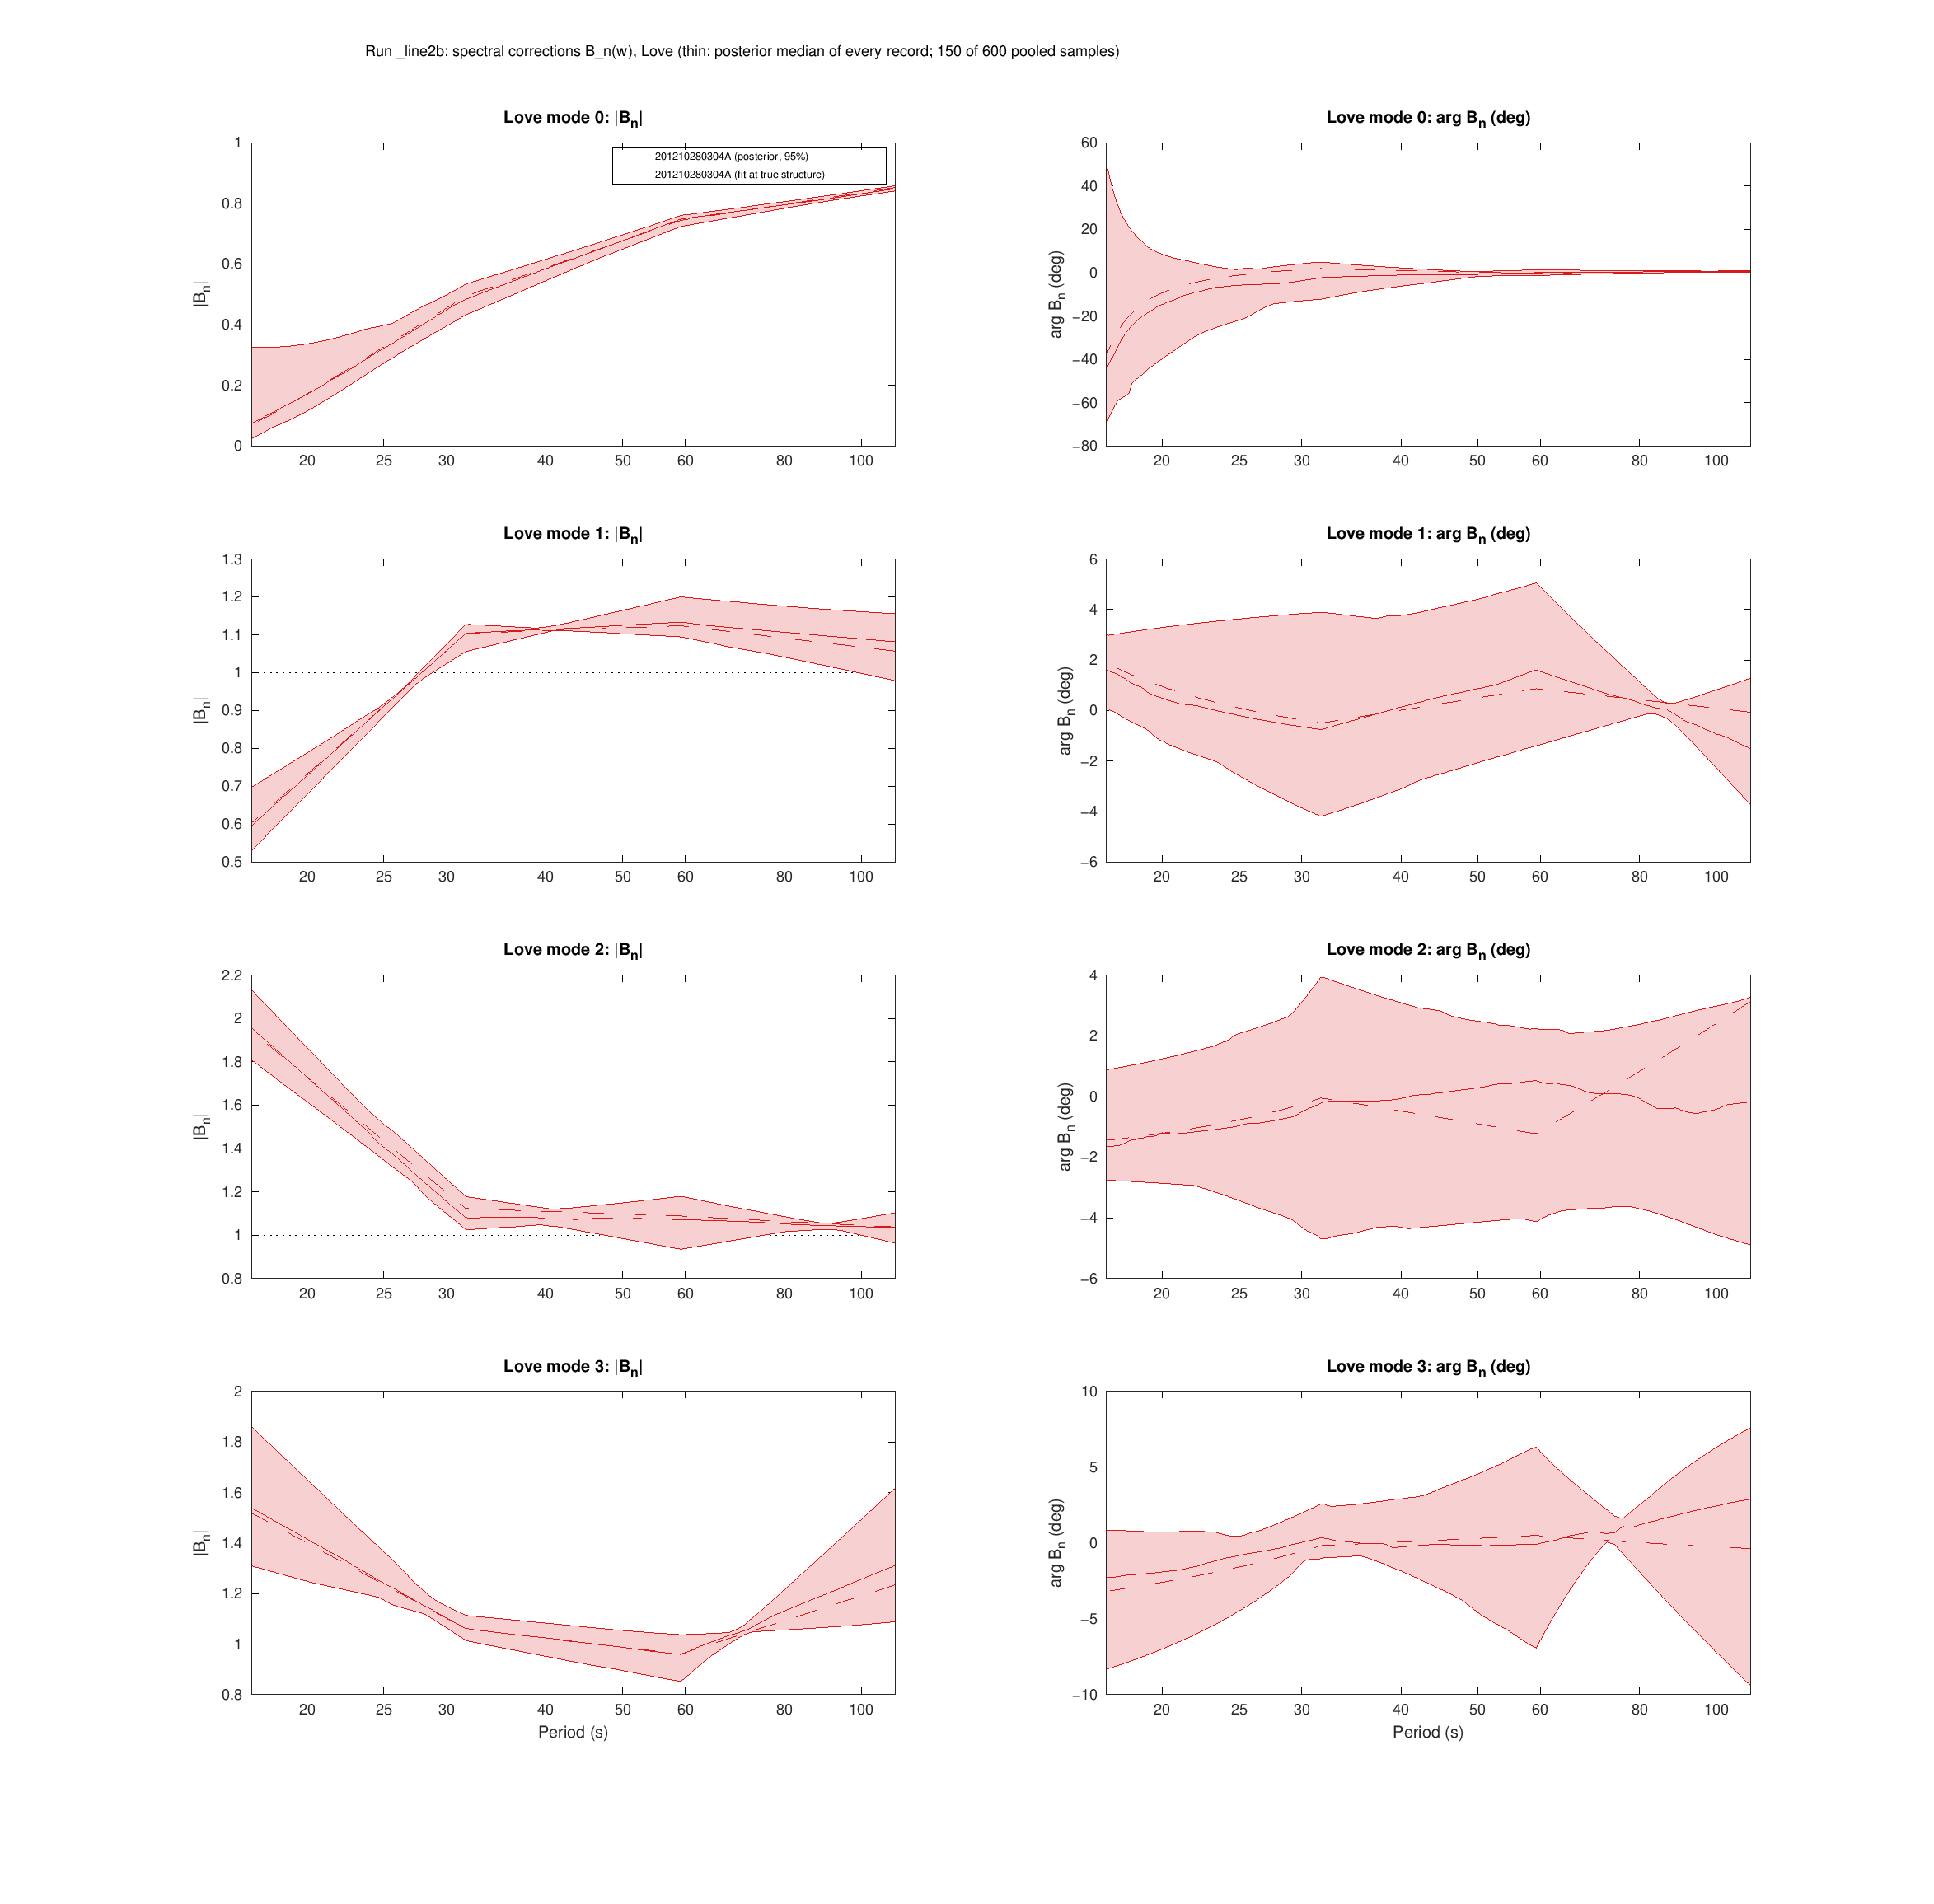 Run _line2b: spectral corrections B_n(w), Love (thin: posterior median of every record; 150 of 600 pooled samples)
Love mode 0: |Bn|
Love mode 0: arg Bn (deg)
201210280304A (posterior, 95%)
201210280304A (fit at true structure)
|Bn|
1
0.8
0.6
0.4
0.2
0
20 25 30 40 50 60 80 100
arg Bn (deg)
60
40
20
0
−20
−40
−60
−80
20 25 30 40 50 60 80 100
Love mode 1: |Bn|
Love mode 1: arg Bn (deg)
|Bn|
1.3
1.2
1.1
1
0.9
0.8
0.7
0.6
0.5
20 25 30 40 50 60 80 100
arg Bn (deg)
6
4
2
0
−2
−4
−6
20 25 30 40 50 60 80 100
Love mode 2: |Bn|
Love mode 2: arg Bn (deg)
|Bn|
2.2
2
1.8
1.6
1.4
1.2
1
0.8
20 25 30 40 50 60 80 100
arg Bn (deg)
4
2
0
−2
−4
−6
20 25 30 40 50 60 80 100
Love mode 3: |Bn|
Love mode 3: arg Bn (deg)
|Bn|
2
1.8
1.6
1.4
1.2
1
0.8
20 25 30 40 50 60 80 100
Period (s)
arg Bn (deg)
10
5
0
−5
−10
20 25 30 40 50 60 80 100
Period (s)